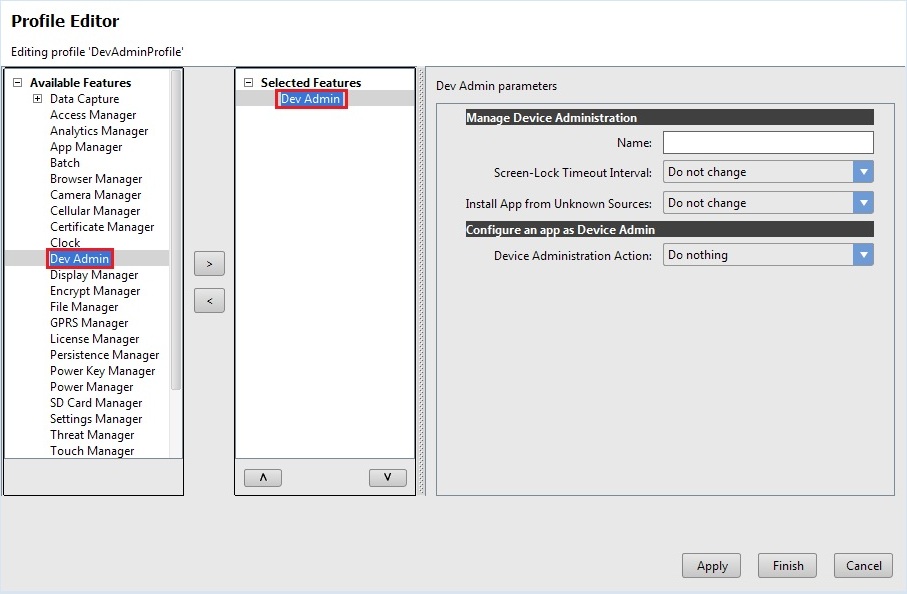 Profile Editor
Editing profile 'DevAdminProfile'
Available Features
Data Capture
Access Manager
Analytics Manager
App Manager
Batch
Browser Manager
Camera Manager
Cellular Manager
Certificate Manager
Clock
Dev Admin
Display Manager
Encrypt Manager
File Manager
GPRS Manager
License Manager
Persistence Manager
Power Key Manager
Power Manager
SD Card Manager
Settings Manager
Threat Manager
Touch Manager
>
<
Selected Features
Dev Admin
Λ V
Dev Admin parameters
Manage Device Administration
Name:
Screen-Lock Timeout Interval: Do not change
Install App from Unknown Sources: Do not change
Configure an app as Device Admin
Device Administration Action: Do nothing
Apply Finish Cancel